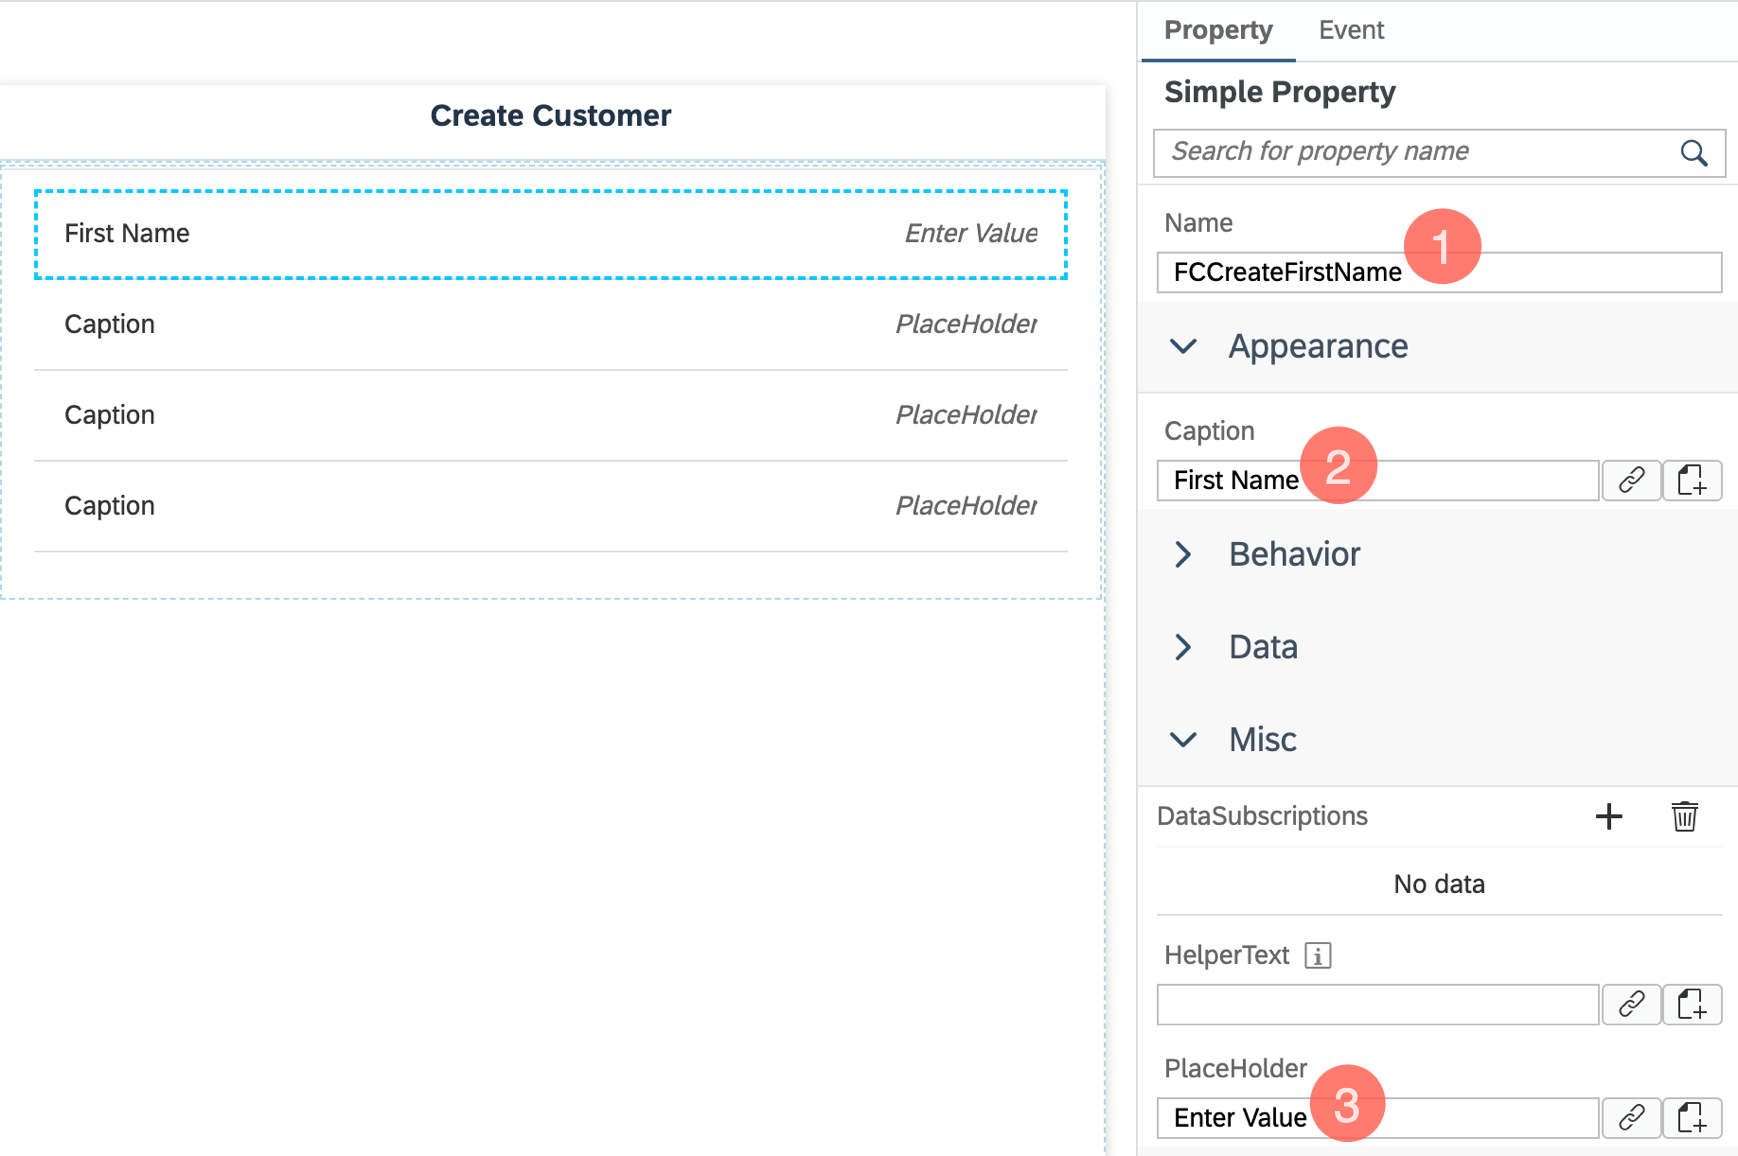 Create Customer
First Name Enter Value
Caption PlaceHolder
Caption PlaceHolder
Caption PlaceHolder
Property Event
Simple Property
Search for property name
Name
1
FCCreateFirstName
Appearance
Caption
2
First Name
Behavior
Data
Misc
DataSubscriptions
No data
HelperText i
PlaceHolder
3
Enter Value